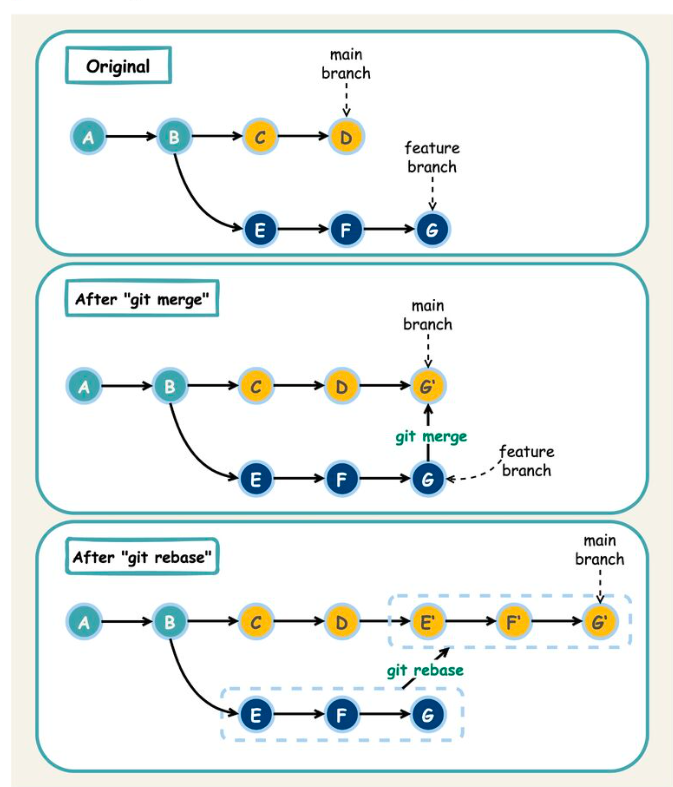 Original
main
branch
A
B
C
D
feature
branch
E
F
G
After "git merge"
main
branch
A
B
C
D
G'
git merge
feature
branch
E
F
G
After "git rebase"
main
branch
A
B
C
D
E'
F'
G'
git rebase
E
F
G